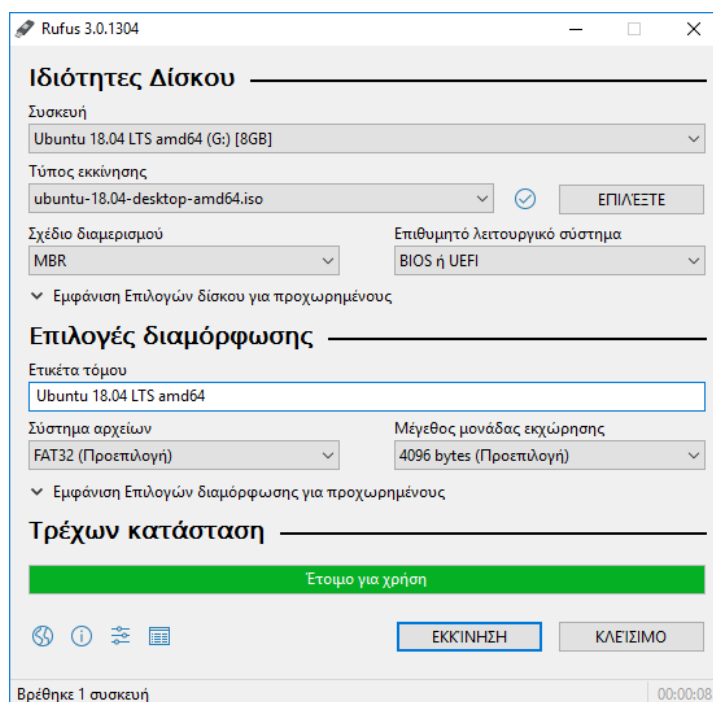 Rufus 3.0.1304
Ιδιότητες Δίσκου
Συσκευή
Ubuntu 18.04 LTS amd64 (G:) [8GB]
Τύπος εκκίνησης
ubuntu-18.04-desktop-amd64.iso
ΕΠΙΛΈΞΤΕ
Σχέδιο διαμερισμού
Επιθυμητό λειτουργικό σύστημα
MBR
BIOS ή UEFI
Εμφάνιση Επιλογών δίσκου για προχωρημένους
Επιλογές διαμόρφωσης
Ετικέτα τόμου
Ubuntu 18.04 LTS amd64
Σύστημα αρχείων
Μέγεθος μονάδας εκχώρησης
FAT32 (Προεπιλογή)
4096 bytes (Προεπιλογή)
Εμφάνιση Επιλογών διαμόρφωσης για προχωρημένους
Τρέχων κατάσταση
Έτοιμο για χρήση
ΕΚΚΊΝΗΣΗ
ΚΛΕΊΣΙΜΟ
Βρέθηκε 1 συσκευή
00:00:08